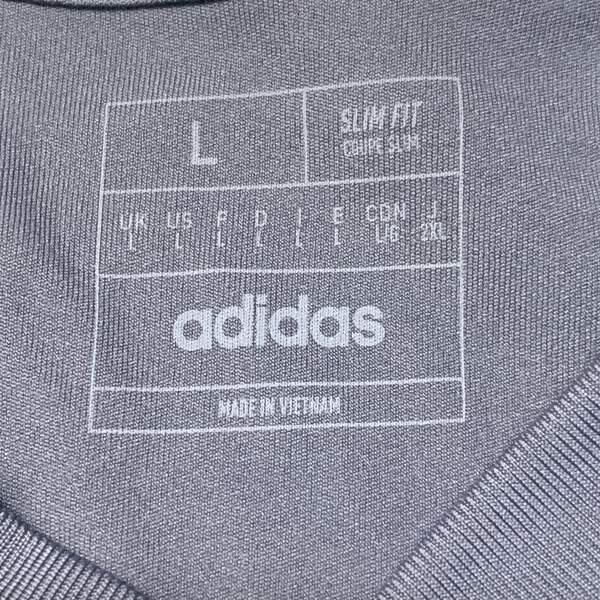 L
SLIM FIT
COUPE SLIM
UK US F D I E CDN J
L L L L L L L/G 2XL
adidas
MADE IN VIETNAM